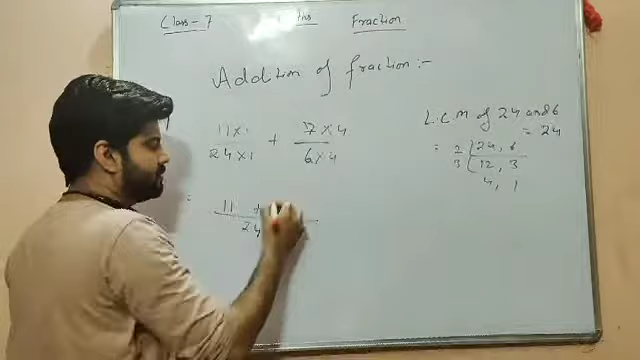 Class - 7 Fraction
Addition of fraction:-
11×1 / 24×1 + 7×4 / 6×4
= 11 + / 24
L.C.M of 24 and 6
= 24
= 2 | 24, 6
3 | 12, 3
4, 1